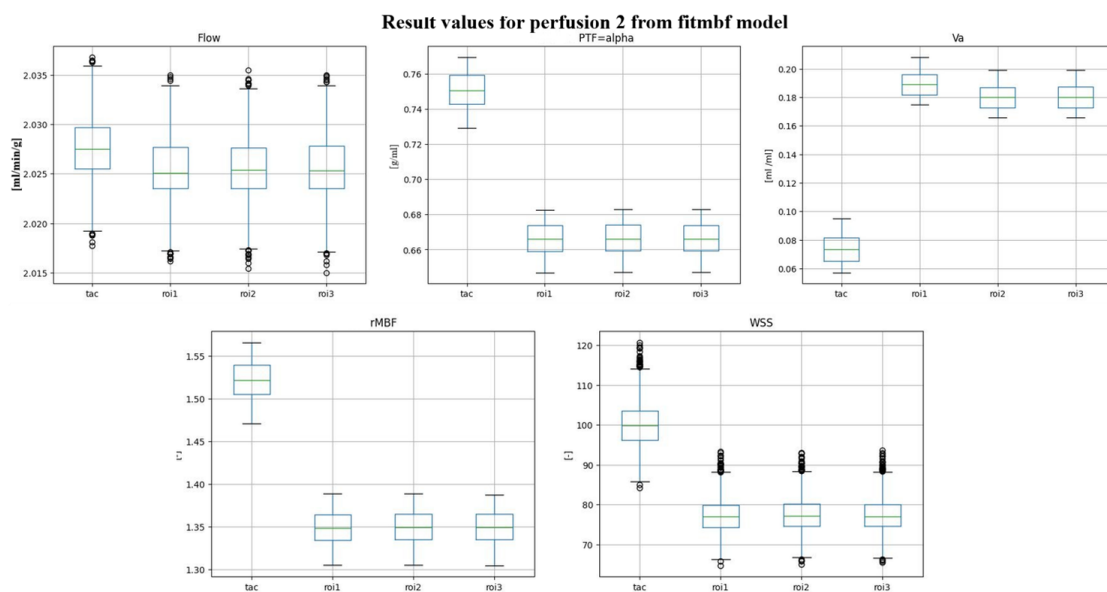 Result values for perfusion 2 from fitmbf model
Flow
[ml/min/g]
2.035
2.030
2.025
2.020
2.015
tac roi1 roi2 roi3
PTF=alpha
[g/ml]
0.76
0.74
0.72
0.70
0.68
0.66
tac roi1 roi2 roi3
Va
[ml /ml]
0.20
0.18
0.16
0.14
0.12
0.10
0.08
0.06
tac roi1 roi2 roi3
rMBF
1.55
1.50
1.45
1.40
1.35
1.30
tac roi1 roi2 roi3
WSS
[-]
120
110
100
90
80
70
tac roi1 roi2 roi3